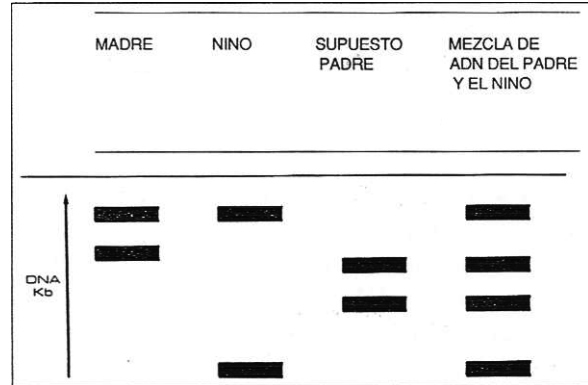 MADRE
NINO
SUPUESTO
PADRE
MEZCLA DE
ADN DEL PADRE
Y EL NINO
DNA
Kb